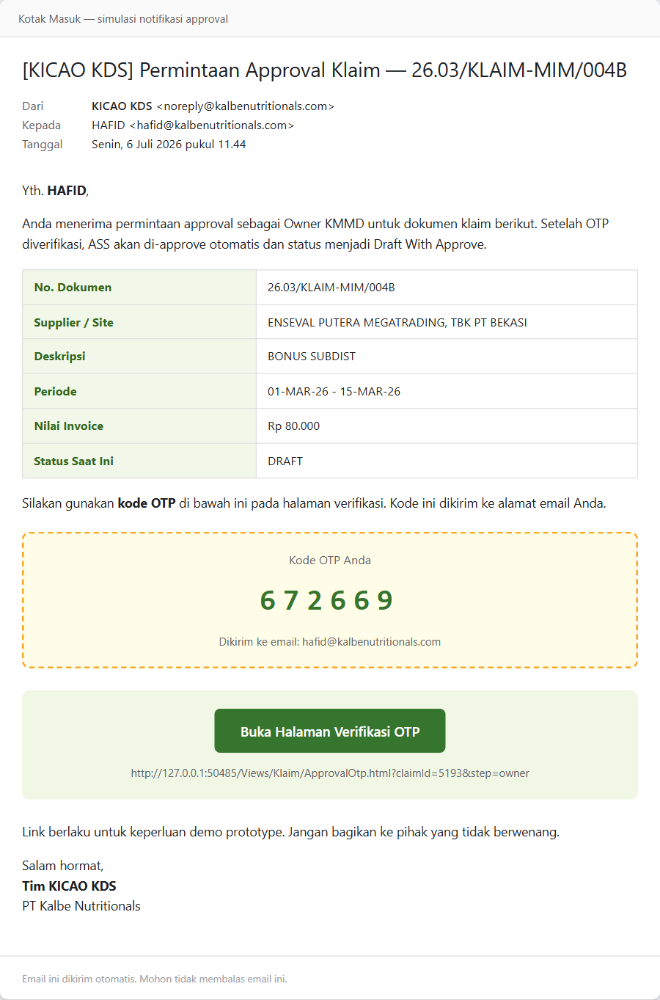 Kotak Masuk — simulasi notifikasi approval
[KICAO KDS] Permintaan Approval Klaim — 26.03/KLAIM-MIM/004B
Dari KICAO KDS <noreply@kalbenutritionals.com>
Kepada HAFID <hafid@kalbenutritionals.com>
Tanggal Senin, 6 Juli 2026 pukul 11.44
Yth. HAFID,
Anda menerima permintaan approval sebagai Owner KMMD untuk dokumen klaim berikut. Setelah OTP
diverifikasi, ASS akan di-approve otomatis dan status menjadi Draft With Approve.
No. Dokumen 26.03/KLAIM-MIM/004B
Supplier / Site ENSEVAL PUTERA MEGATRADING, TBK PT BEKASI
Deskripsi BONUS SUBDIST
Periode 01-MAR-26 - 15-MAR-26
Nilai Invoice Rp 80.000
Status Saat Ini DRAFT
Silakan gunakan kode OTP di bawah ini pada halaman verifikasi. Kode ini dikirim ke alamat email Anda.
Kode OTP Anda
672669
Dikirim ke email: hafid@kalbenutritionals.com
Buka Halaman Verifikasi OTP
http://127.0.0.1:50485/Views/Klaim/ApprovalOtp.html?claimId=5193&step=owner
Link berlaku untuk keperluan demo prototype. Jangan bagikan ke pihak yang tidak berwenang.
Salam hormat,
Tim KICAO KDS
PT Kalbe Nutritionals
Email ini dikirim otomatis. Mohon tidak membalas email ini.